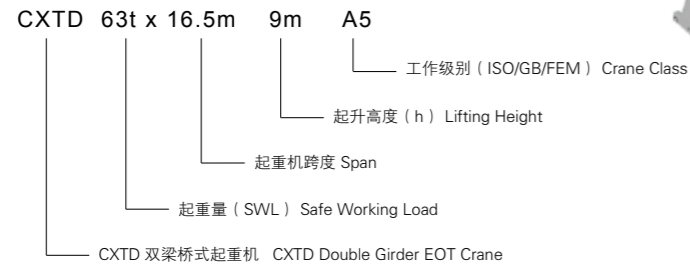 CXTD 63t x 16.5m 9m A5
工作级别（ISO/GB/FEM）Crane Class
起升高度（h）Lifting Height
起重机跨度 Span
起重量（SWL）Safe Working Load
CXTD 双梁桥式起重机 CXTD Double Girder EOT Crane